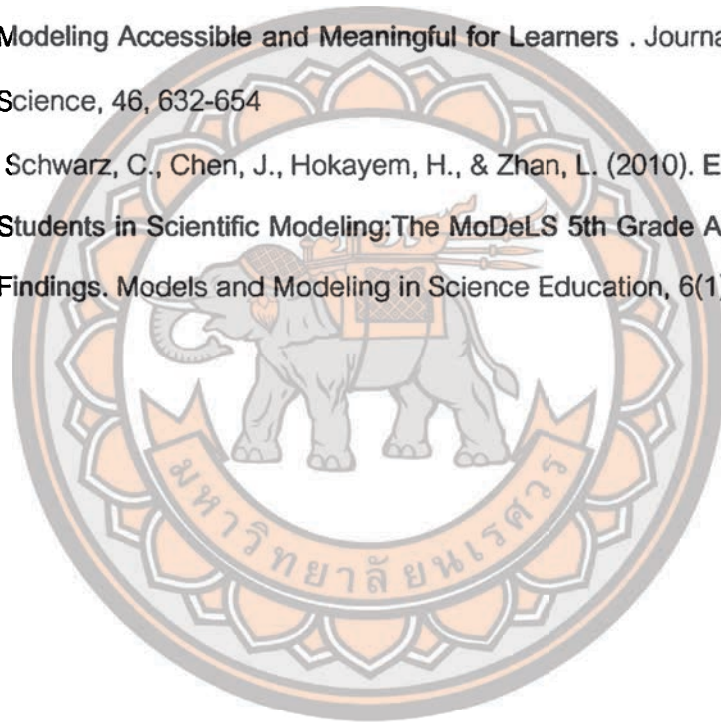 Modeling Accessible and Meaningful for Learners . Journa
Science, 46, 632-654
Schwarz, C., Chen, J., Hokayem, H., & Zhan, L. (2010). E
Students in Scientific Modeling:The MoDeLS 5th Grade A
Findings. Models and Modeling in Science Education, 6(1)
มหาวิทยาลัยนเรศวร